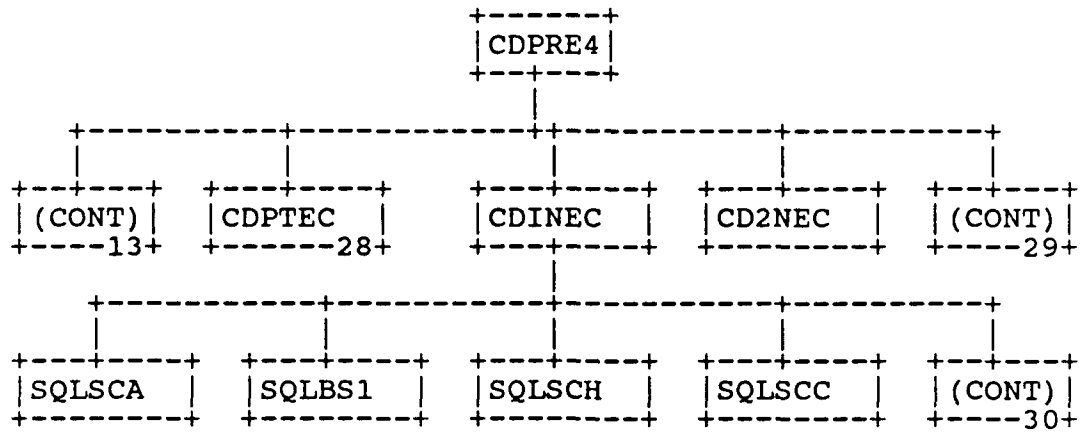 CDPRE4
(CONT) CDPTEC CDINEC CD2NEC (CONT)
13 28 29
SQLSCA SQLBS1 SQLSCH SQLSCC (CONT)
30